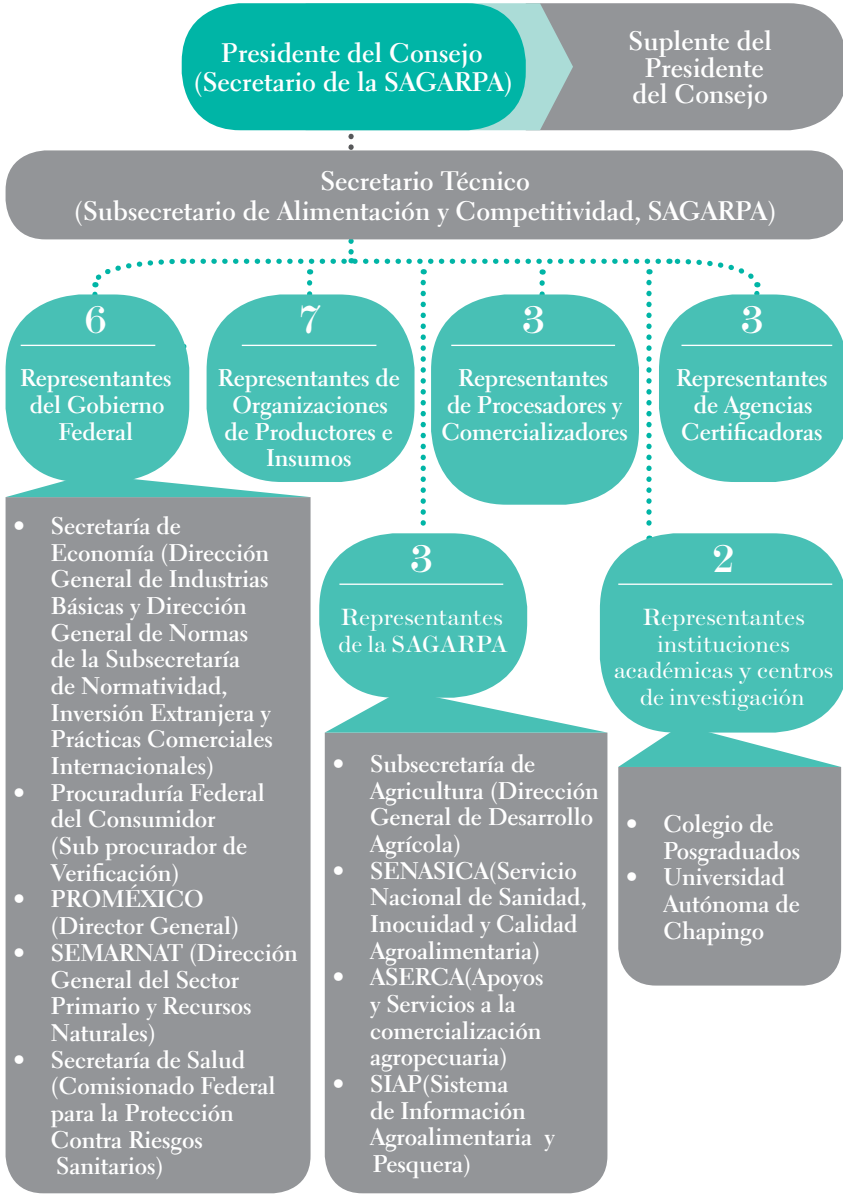 Presidente del Consejo
(Secretario de la SAGARPA)
Suplente del
Presidente
del Consejo
Secretario Técnico
(Subsecretario de Alimentación y Competitividad, SAGARPA)
6
Representantes
del Gobierno
Federal
7
Representantes de
Organizaciones
de Productores e
Insumos
3
Representantes
de Procesadores y
Comercializadores
3
Representantes
de Agencias
Certificadoras
• Secretaría de
Economía (Dirección
General de Industrias
Básicas y Dirección
General de Normas
de la Subsecretaría
de Normatividad,
Inversión Extranjera y
Prácticas Comerciales
Internacionales)
• Procuraduría Federal
del Consumidor
(Sub procurador de
Verificación)
• PROMÉXICO
(Director General)
• SEMARNAT (Dirección
General del Sector
Primario y Recursos
Naturales)
• Secretaría de Salud
(Comisionado Federal
para la Protección
Contra Riesgos
Sanitarios)
3
Representantes
de la SAGARPA
• Subsecretaría de
Agricultura (Dirección
General de Desarrollo
Agrícola)
• SENASICA(Servicio
Nacional de Sanidad,
Inocuidad y Calidad
Agroalimentaria)
• ASERCA(Apoyos
y Servicios a la
comercialización
agropecuaria)
• SIAP(Sistema
de Información
Agroalimentaria y
Pesquera)
2
Representantes
instituciones
académicas y centros
de investigación
• Colegio de
Posgraduados
• Universidad
Autónoma de
Chapingo